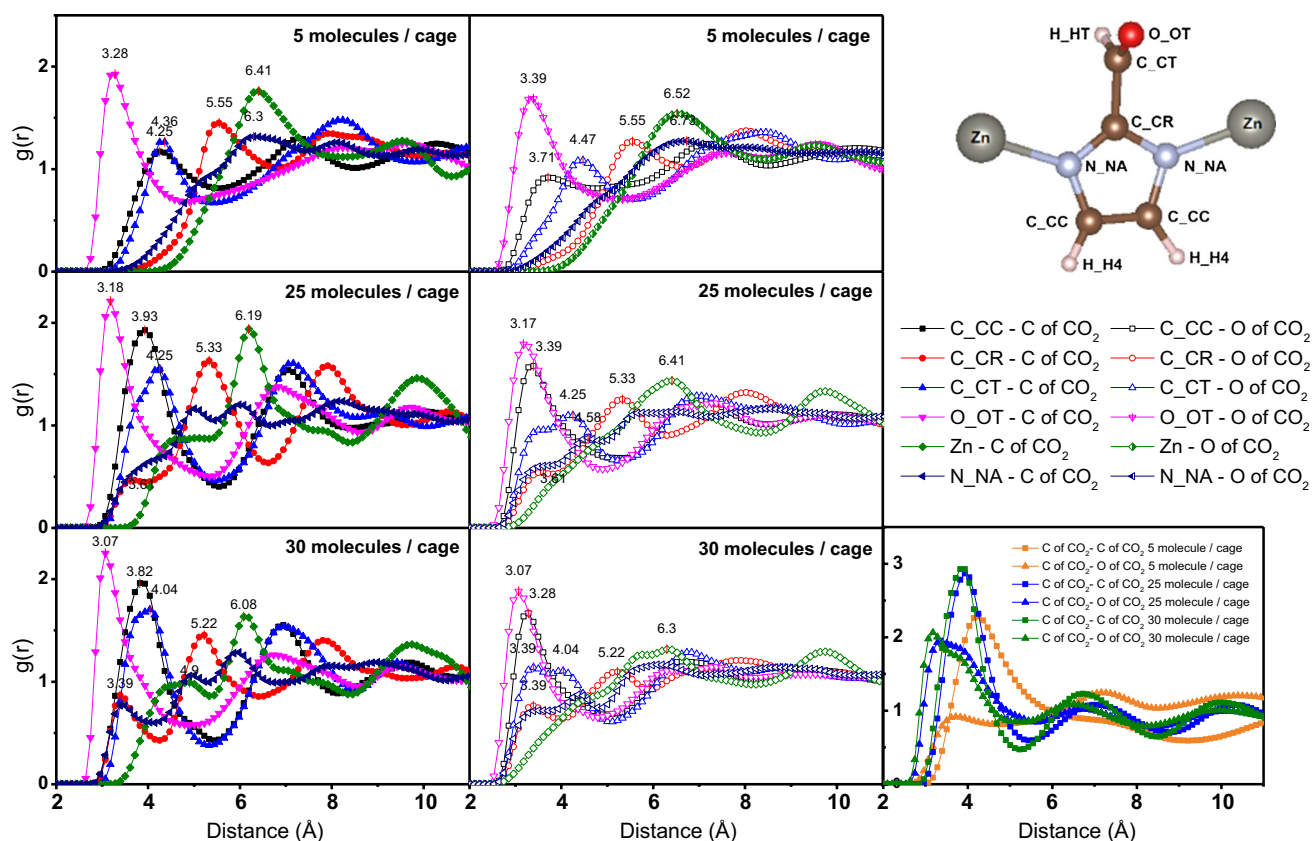 5 molecules / cage
3.28
4.36
4.25
5.55
6.41
6.3
g(r)
2
1
0
5 molecules / cage
3.39
3.71
4.47
5.55
6.52
6.73
25 molecules / cage
3.18
3.93
4.25
5.33
6.19
g(r)
2
1
0
25 molecules / cage
3.17
3.39
4.25
4.58
5.33
6.41
3.61
30 molecules / cage
3.07
3.82
4.04
5.22
6.08
4.9
3.39
g(r)
2
1
0
2 4 6 8 10
Distance (Å)
30 molecules / cage
3.07
3.28
3.39
4.04
3.39
5.22
6.3
2 4 6 8 10 12
Distance (Å)
H_HT
O_OT
C_CT
C_CR
Zn
Zn
N_NA
N_NA
C_CC
C_CC
H_H4
H_H4
C_CC - C of CO2
C_CC - O of CO2
C_CR - C of CO2
C_CR - O of CO2
C_CT - C of CO2
C_CT - O of CO2
O_OT - C of CO2
O_OT - O of CO2
Zn - C of CO2
Zn - O of CO2
N_NA - C of CO2
N_NA - O of CO2
C of CO2- C of CO2 5 molecule / cage
C of CO2- O of CO2 5 molecule / cage
C of CO2- C of CO2 25 molecule / cage
C of CO2- O of CO2 25 molecule / cage
C of CO2- C of CO2 30 molecule / cage
C of CO2- O of CO2 30 molecule / cage
3
2
1
0
4 6 8 10
Distance (Å)